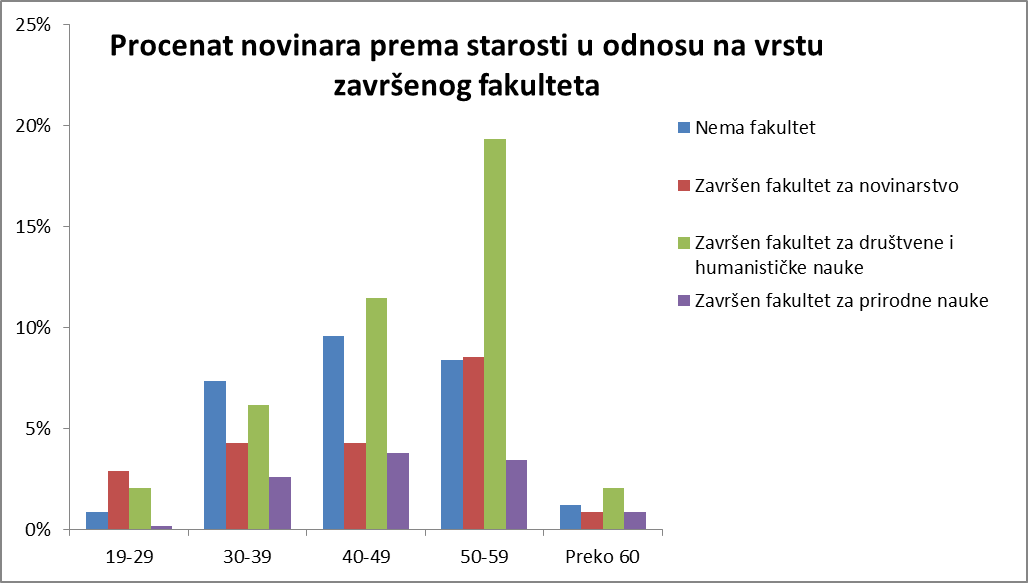 Procenat novinara prema starosti u odnosu na vrstu
završenog fakulteta
25%
20%
15%
10%
5%
0%
19-29
30-39
40-49
50-59
Preko 60
Nema fakultet
Završen fakultet za novinarstvo
Završen fakultet za društvene i
humanističke nauke
Završen fakultet za prirodne nauke